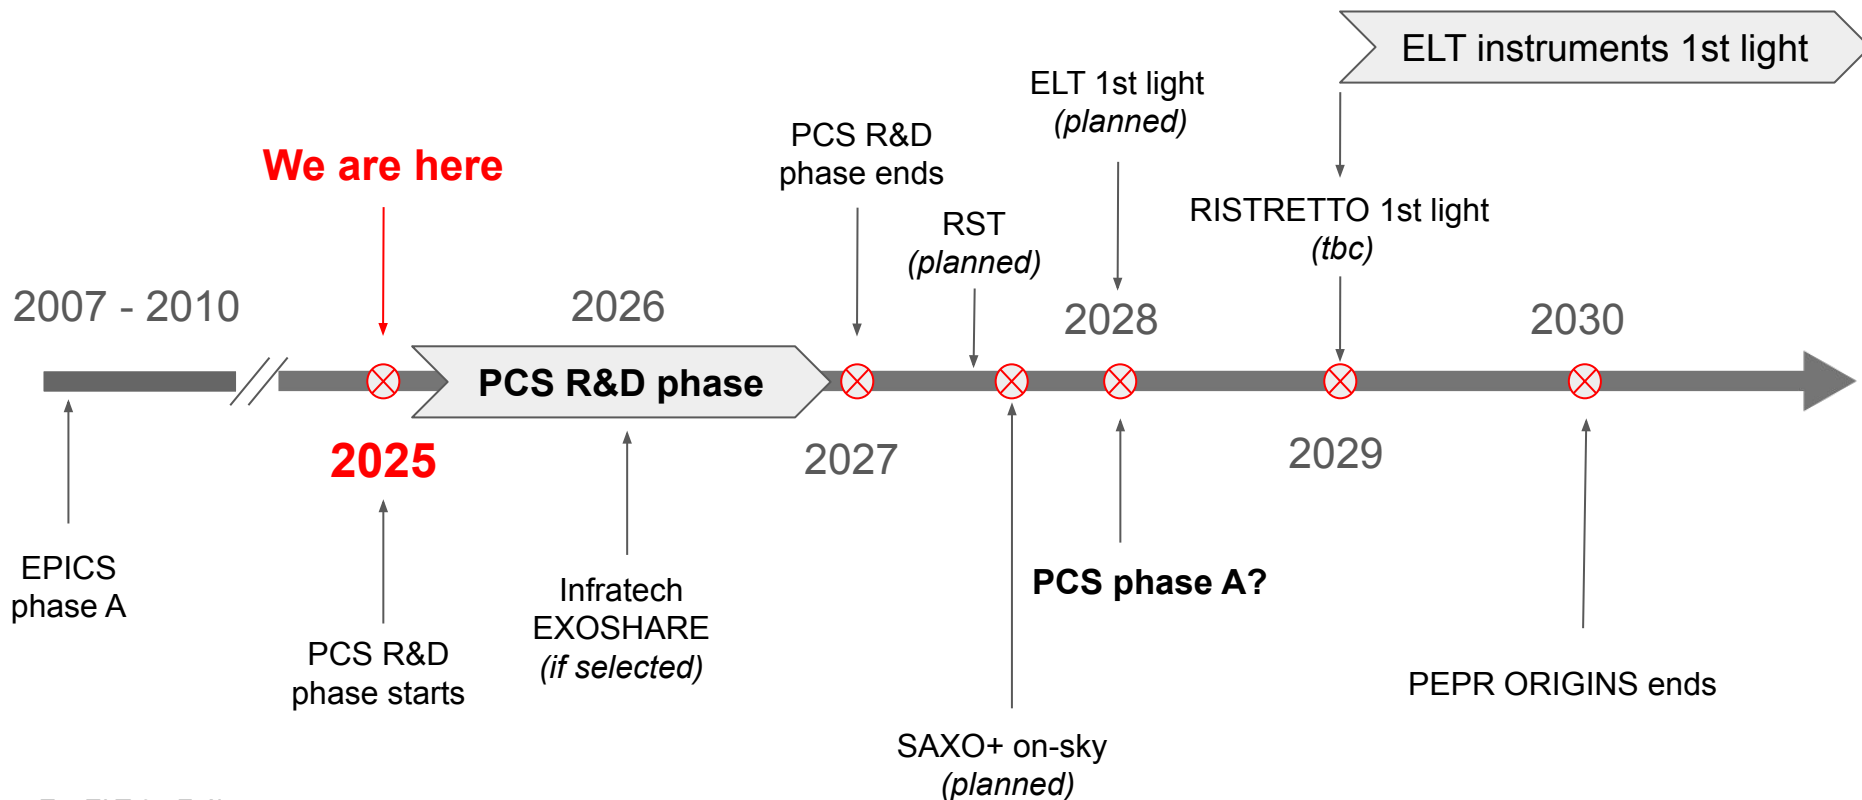 ELT instruments 1st light
ELT 1st light
(planned)
PCS R&D
phase ends
We are here
RISTRETTO 1st light
(tbc)
RST
(planned)
2007 - 2010
2026
2028
2030
PCS R&D phase
2025
2027
2029
EPICS
phase A
Infratech
EXOSHARE
(if selected)
PCS phase A?
PCS R&D
phase starts
PEPR ORIGINS ends
SAXO+ on-sky
(planned)